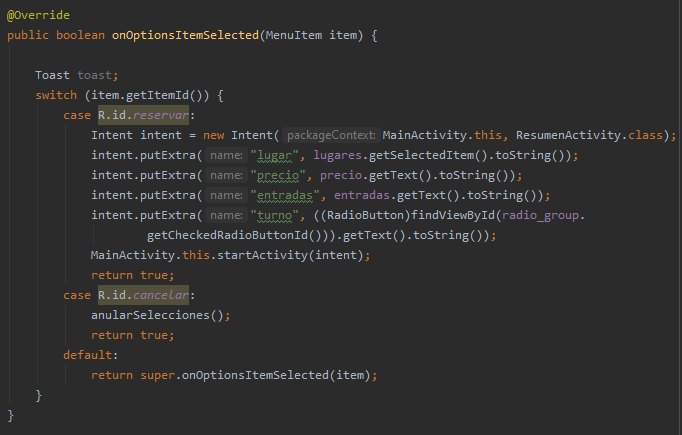 @Override
public boolean onOptionsItemSelected(MenuItem item) {
Toast toast;
switch (item.getItemId()) {
case R.id.reservar:
Intent intent = new Intent( packageContext: MainActivity.this, ResumenActivity.class);
intent.putExtra( name: "lugar", lugares.getSelectedItem().toString());
intent.putExtra( name: "precio", precio.getText().toString());
intent.putExtra( name: "entradas", entradas.getText().toString());
intent.putExtra( name: "turno", ((RadioButton)findViewById(radio_group.
getCheckedRadioButtonId())).getText().toString());
MainActivity.this.startActivity(intent);
return true;
case R.id.cancelar:
anularSelecciones();
return true;
default:
return super.onOptionsItemSelected(item);
}
}